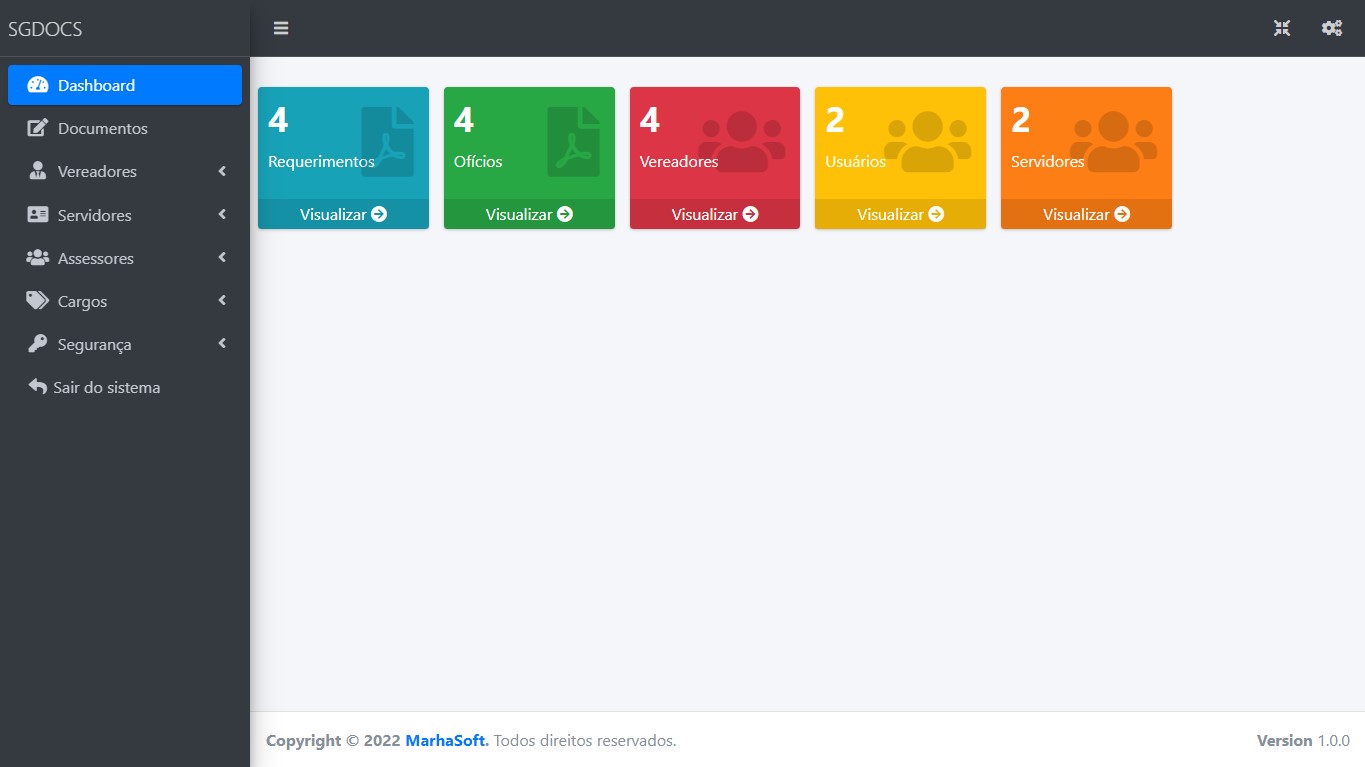 SGDOCS
Dashboard
Documentos
Vereadores
Servidores
Assessores
Cargos
Segurança
Sair do sistema
4
Requerimentos
Visualizar
4
Ofícios
Visualizar
4
Vereadores
Visualizar
2
Usuários
Visualizar
2
Servidores
Visualizar
Copyright © 2022 MarhaSoft. Todos direitos reservados.
Version 1.0.0